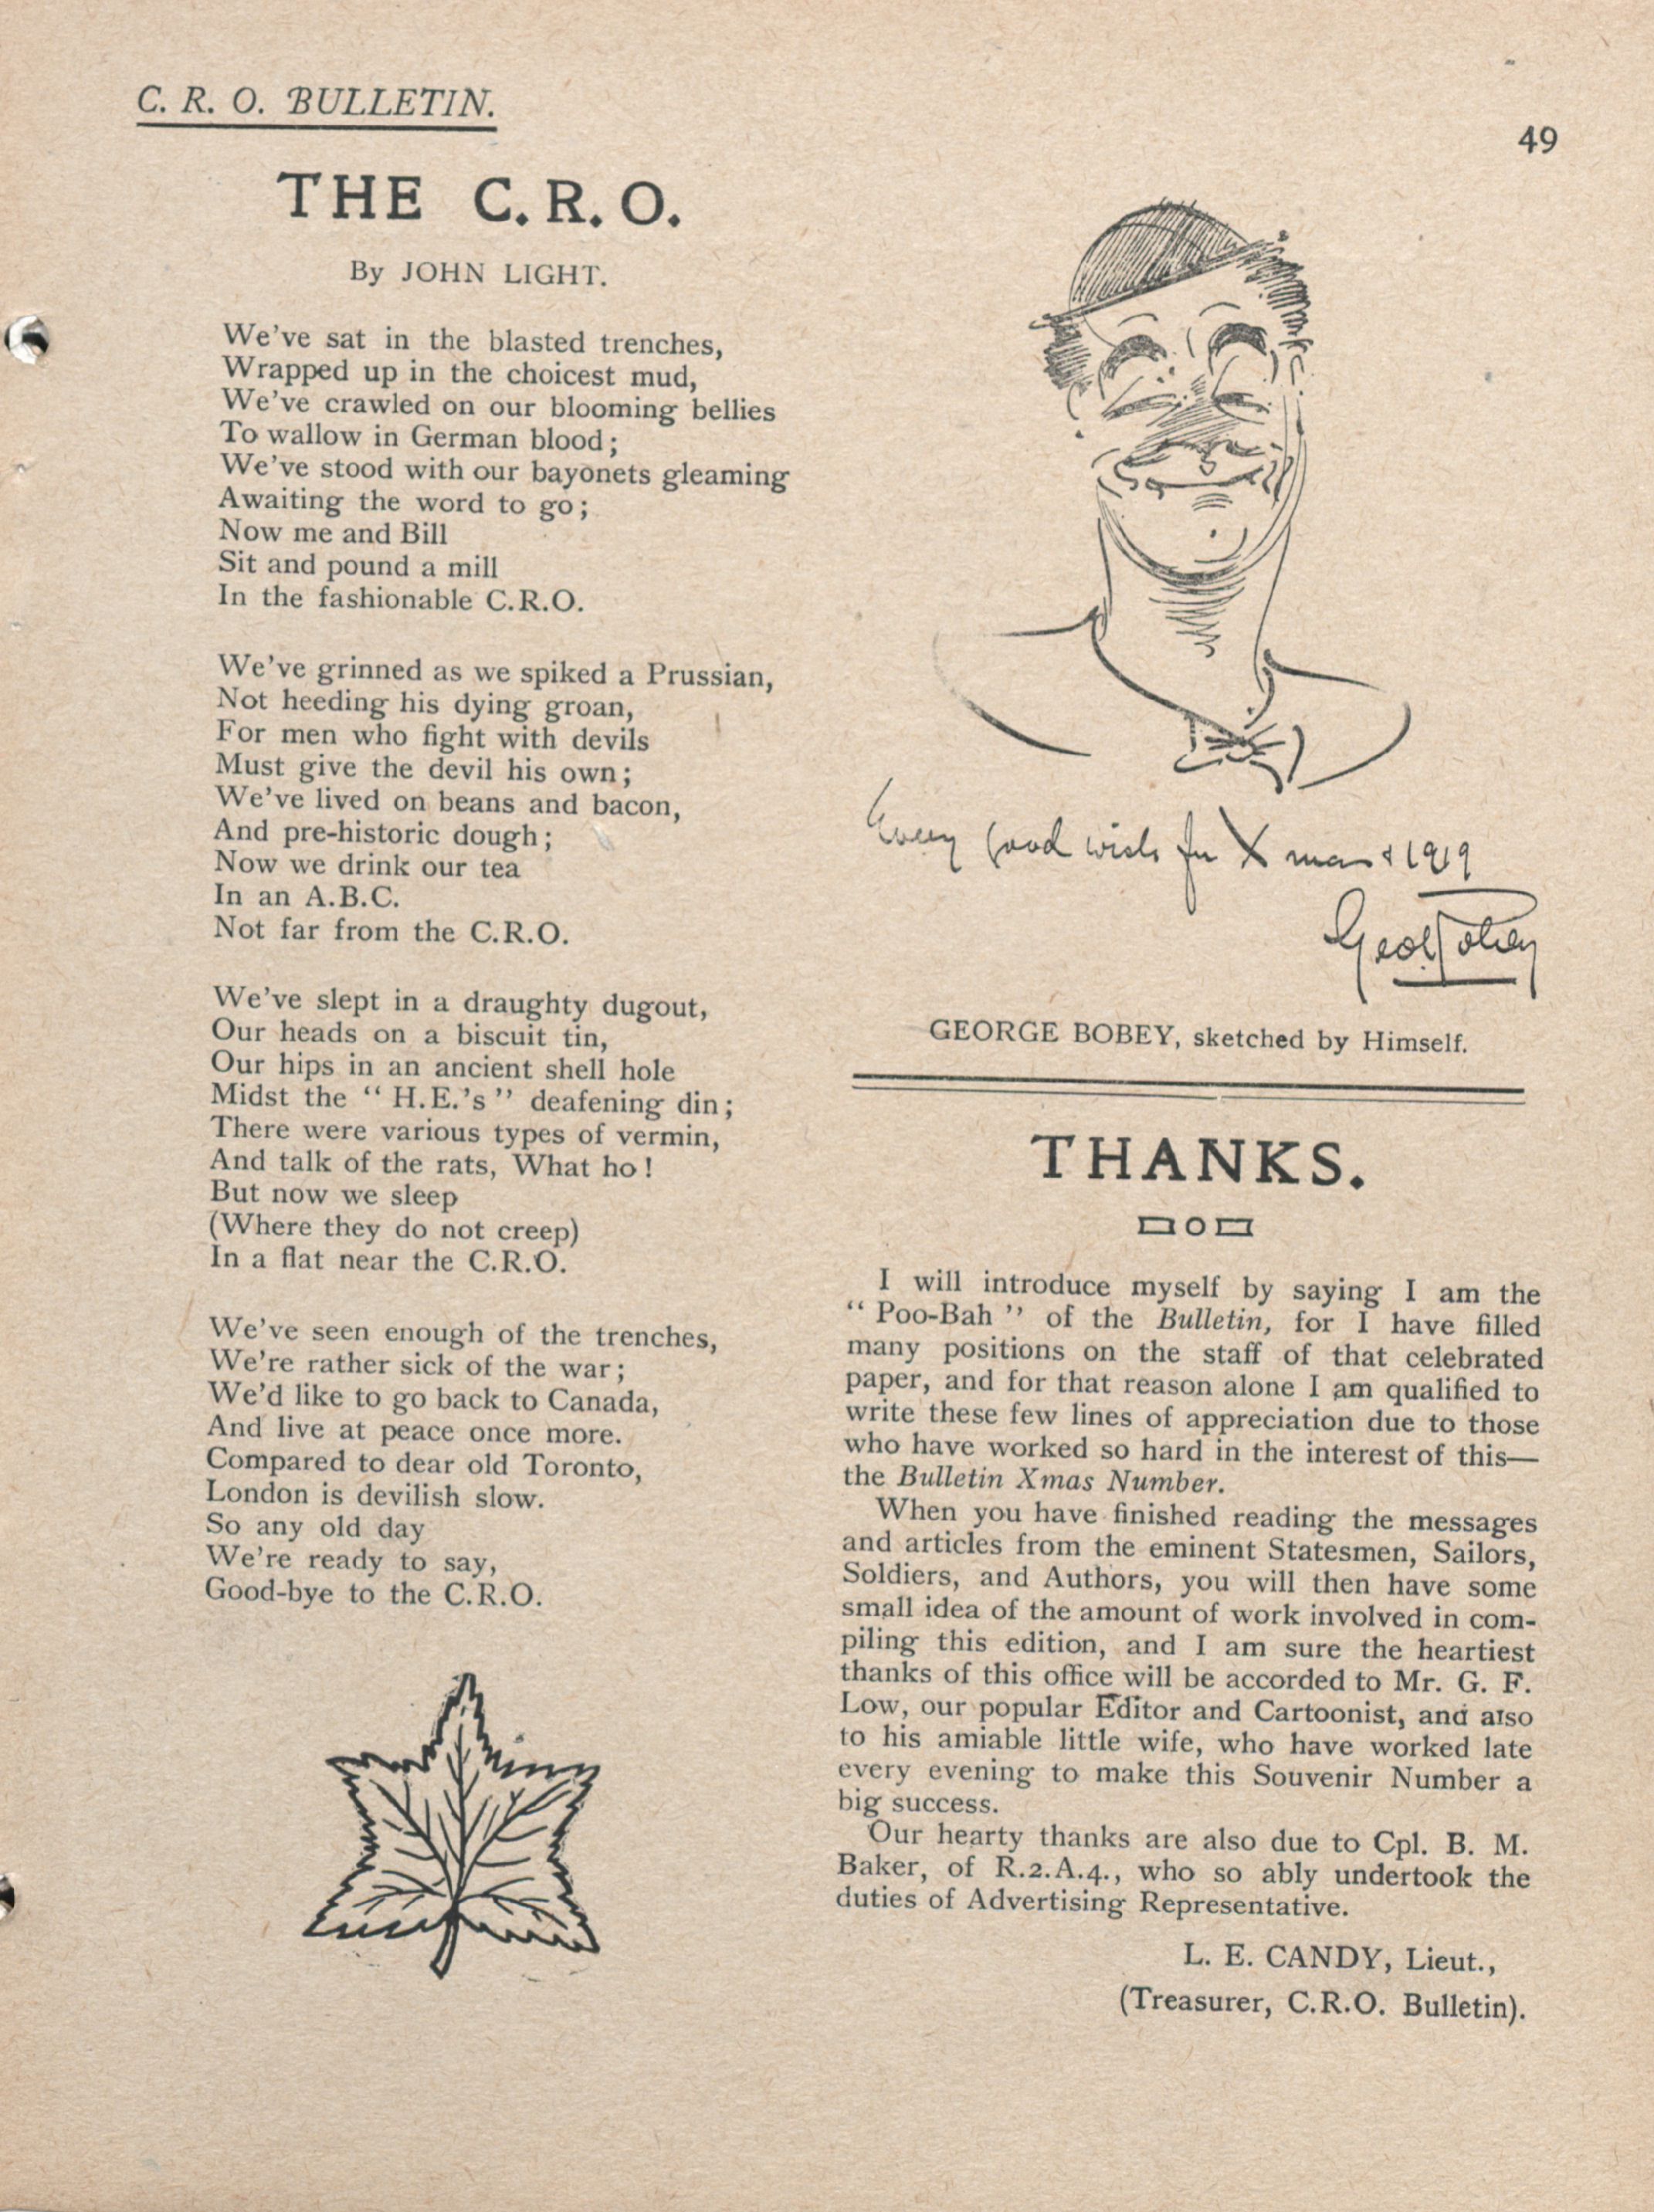 C. R. O. BULLETIN.
49
THE C. R. O.
By JOHN LIGHT.
We've sat in the blasted trenches,
Wrapped up in the choicest mud,
We've crawled on our blooming bellies
To wallow in German blood;
We've stood with our bayonets gleaming
Awaiting the word to go;
Now me and Bill
Sit and pound a mill
In the fashionable C.R.O.
We've grinned as we spiked a Prussian,
Not heeding his dying groan,
For men who fight with devils
Must give the devil his own;
We've lived on beans and bacon,
And pre-historic dough;
Now we drink our tea
In an A.B.C.
Not far from the C.R.O.
We've slept in a draughty dugout,
Our heads on a biscuit tin,
Our hips in an ancient shell hole
Midst the “ H.E.'s ” deafening din;
There were various types of vermin,
And talk of the rats, What ho!
But now we sleep
(Where they do not creep)
In a flat near the C.R.O.
We've seen enough of the trenches,
We're rather sick of the war;
We'd like to go back to Canada,
And live at peace once more.
Compared to dear old Toronto,
London is devilish slow.
So any old day
We're ready to say,
Good-bye to the C.R.O.
Every good wish for Xmas & 1919
Geo Robey
GEORGE BOBEY, sketched by Himself.
THANKS.
I will introduce myself by saying I am the
“ Poo-Bah ” of the Bulletin, for I have filled
many positions on the staff of that celebrated
paper, and for that reason alone I am qualified to
write these few lines of appreciation due to those
who have worked so hard in the interest of this—
the Bulletin Xmas Number.
When you have finished reading the messages
and articles from the eminent Statesmen, Sailors,
Soldiers, and Authors, you will then have some
small idea of the amount of work involved in com-
piling this edition, and I am sure the heartiest
thanks of this office will be accorded to Mr. G. F.
Low, our popular Editor and Cartoonist, and also
to his amiable little wife, who have worked late
every evening to make this Souvenir Number a
big success.
Our hearty thanks are also due to Cpl. B. M.
Baker, of R.2.A.4., who so ably undertook the
duties of Advertising Representative.
L. E. CANDY, Lieut.,
(Treasurer, C.R.O. Bulletin).